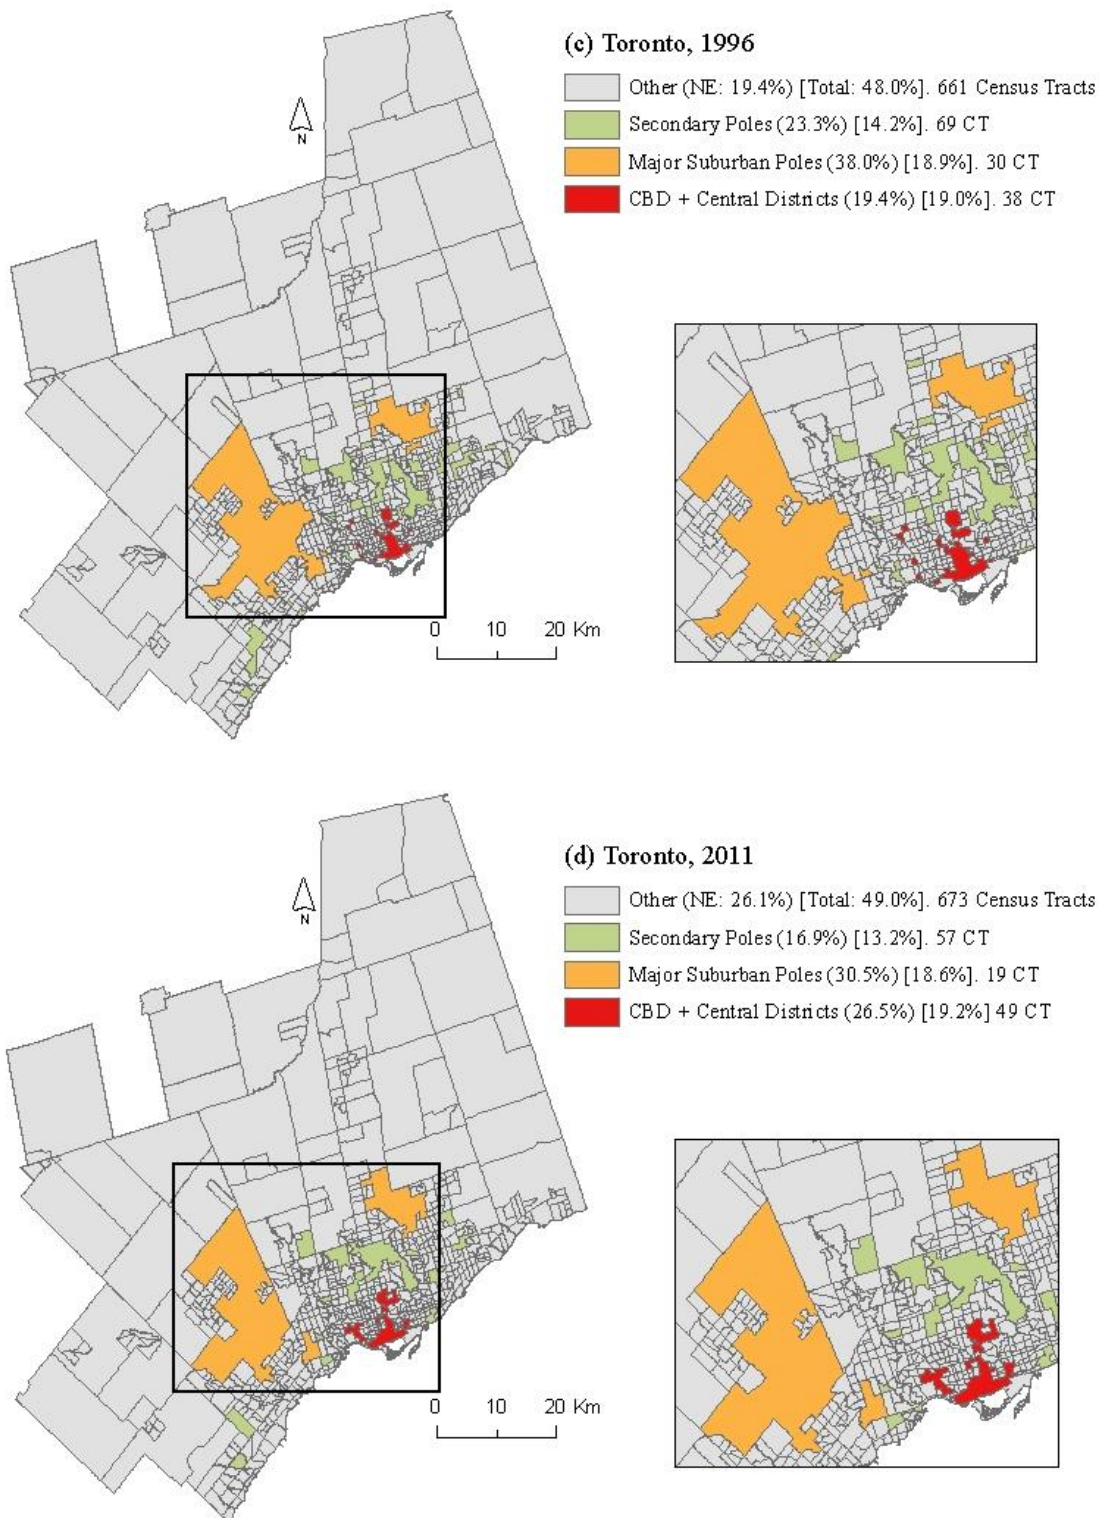 (c) Toronto, 1996
Other (NE: 19.4%) [Total: 48.0%]. 661 Census Tracts
Secondary Poles (23.3%) [14.2%]. 69 CT
Major Suburban Poles (38.0%) [18.9%]. 30 CT
CBD + Central Districts (19.4%) [19.0%]. 38 CT
N
0 10 20 Km
(d) Toronto, 2011
Other (NE: 26.1%) [Total: 49.0%]. 673 Census Tracts
Secondary Poles (16.9%) [13.2%]. 57 CT
Major Suburban Poles (30.5%) [18.6%]. 19 CT
CBD + Central Districts (26.5%) [19.2%] 49 CT
N
0 10 20 Km